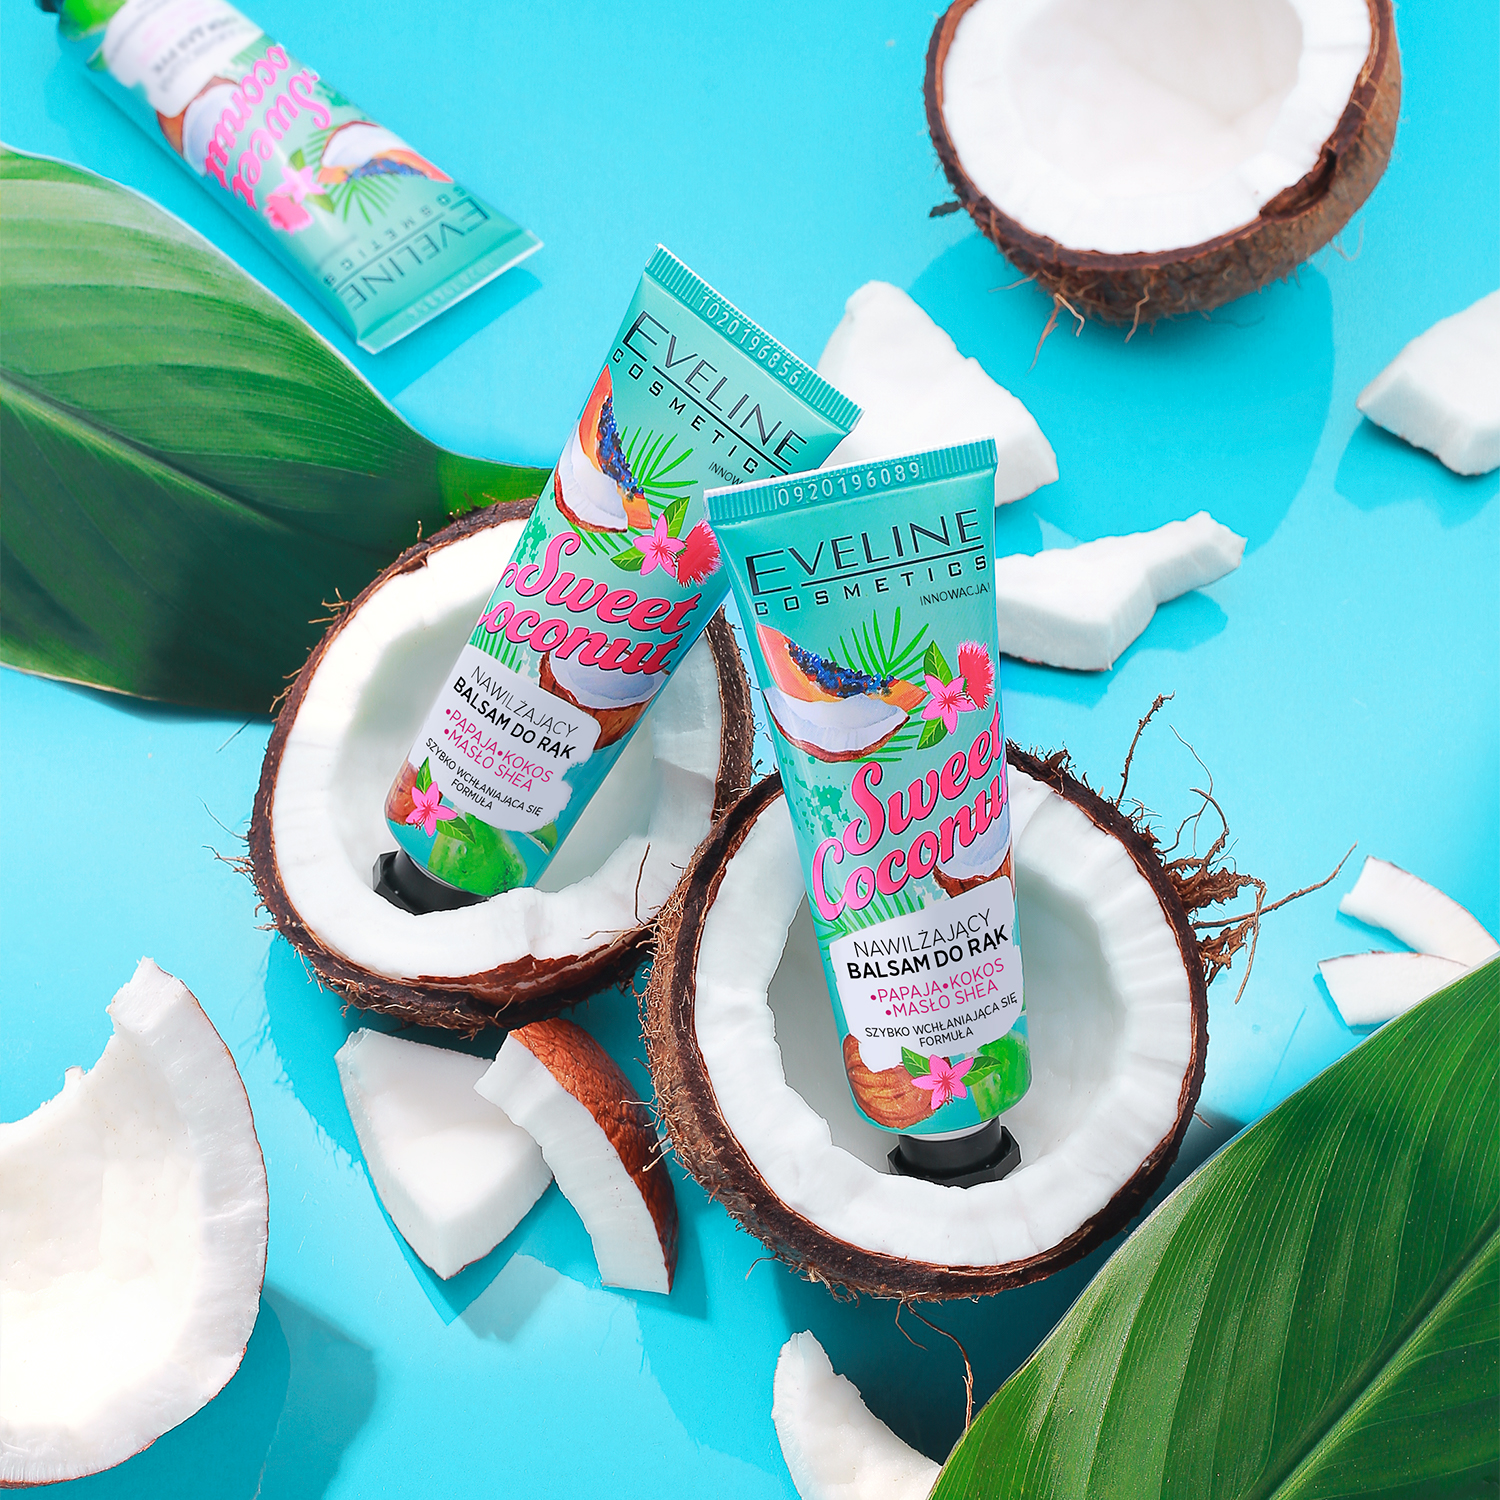 Sweet
Coconut
EVELINE
COSMETICS
1020196856
EVELINE
COSMETICS
Sweet
Coconut
NAWILŻAJĄCY
BALSAM DO RĄK
•PAPAJA•KOKOS
•MASŁO SHEA
SZYBKO WCHŁANIAJĄCA SIĘ
FORMUŁA
0920196089
EVELINE
COSMETICS
INNOWACJA!
Sweet
Coconut
NAWILŻAJĄCY
BALSAM DO RĄK
•PAPAJA•KOKOS
•MASŁO SHEA
SZYBKO WCHŁANIAJĄCA SIĘ
FORMUŁA